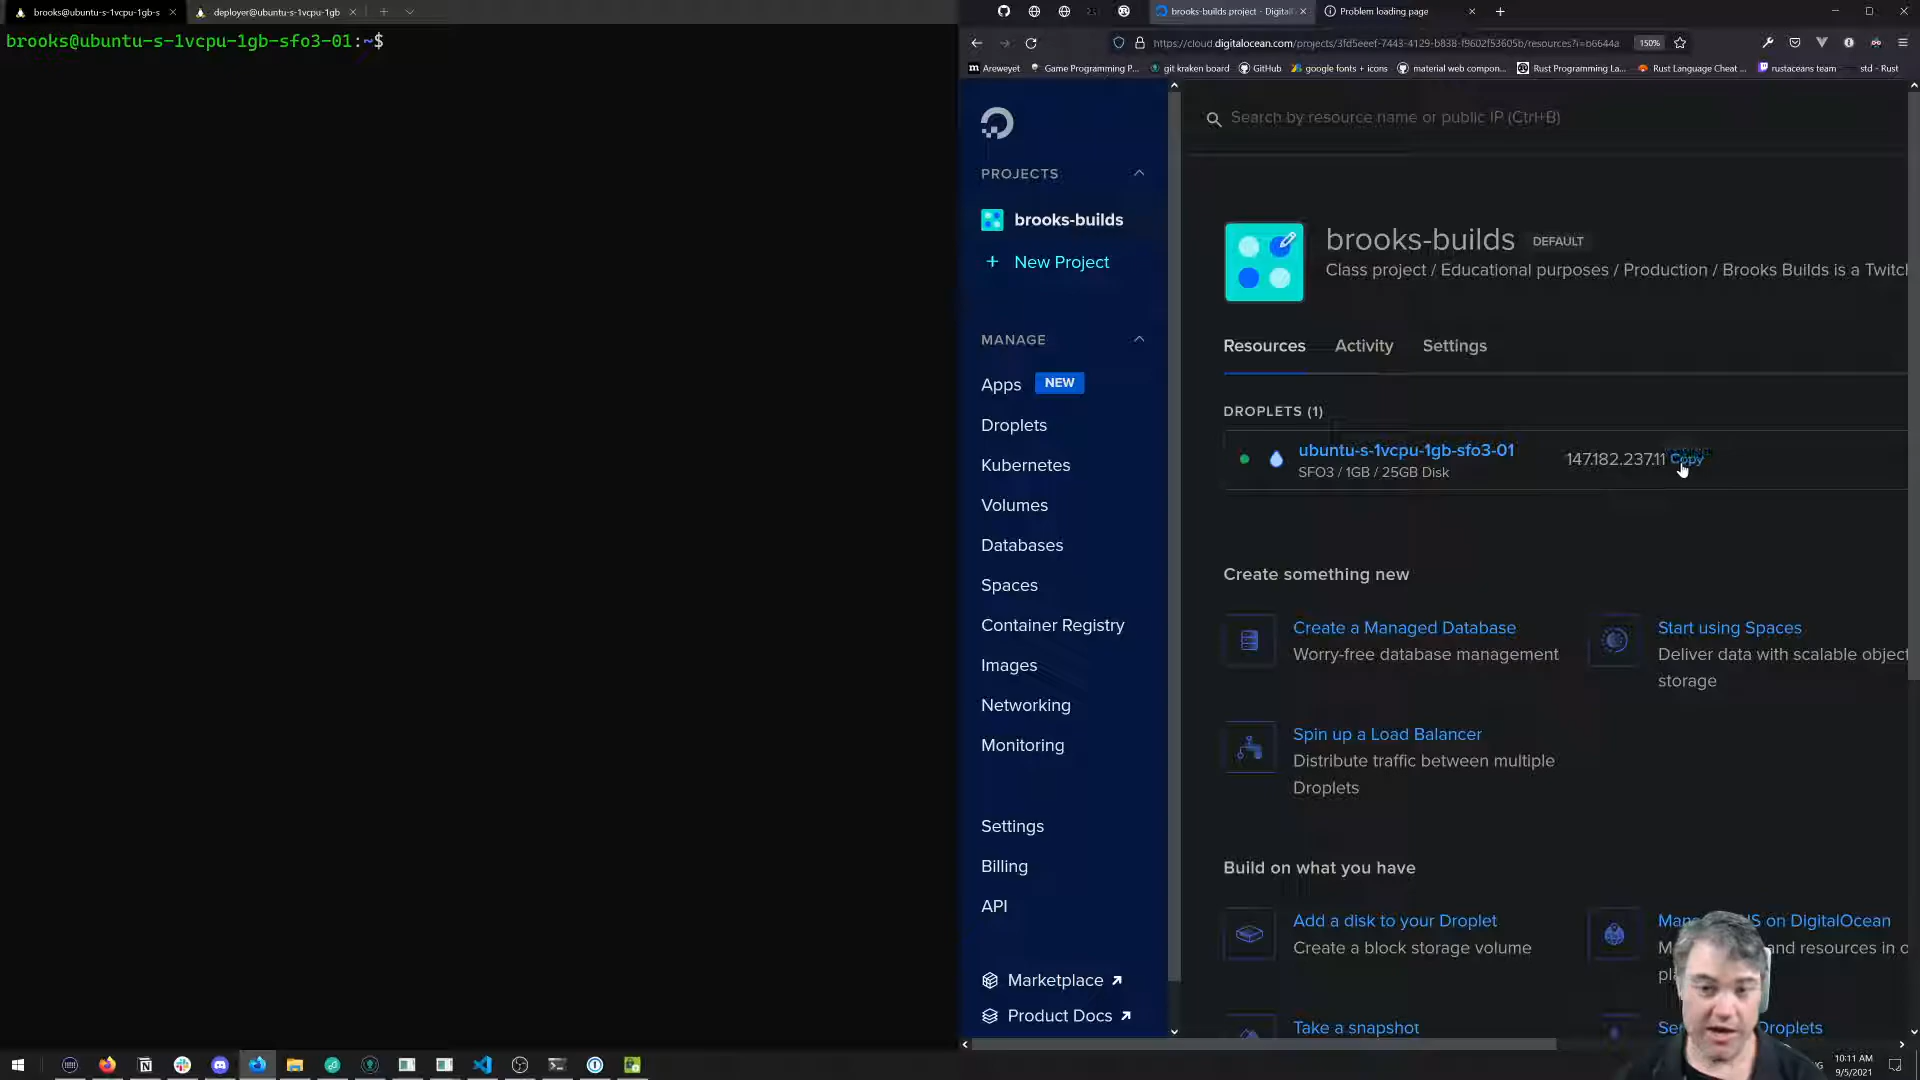 brooks@ubuntu-s-1vcpu-1gb-s
deployer@ubuntu-s-1vcpu-1gb
brooks@ubuntu-s-1vcpu-1gb-sfo3-01:~$
brooks-builds project - Digital
Problem loading page
https://cloud.digitalocean.com/projects/3fd5eeef-7443-4129-b838-f9602f53605b/resources?i=b6644a
150%
Areweyet
Game Programming P...
git kraken board
GitHub
google fonts + icons
material web compon...
Rust Programming La...
Rust Language Cheat ...
rustaceans team
std - Rust
Search by resource name or public IP (Ctrl+B)
PROJECTS
brooks-builds
+ New Project
MANAGE
Apps NEW
Droplets
Kubernetes
Volumes
Databases
Spaces
Container Registry
Images
Networking
Monitoring
Settings
Billing
API
Marketplace
Product Docs
brooks-builds DEFAULT
Class project / Educational purposes / Production / Brooks Builds is a Twitc
Resources Activity Settings
DROPLETS (1)
ubuntu-s-1vcpu-1gb-sfo3-01
SFO3 / 1GB / 25GB Disk
147.182.237.11 Copy
Create something new
Create a Managed Database
Worry-free database management
Start using Spaces
Deliver data with scalable object
storage
Spin up a Load Balancer
Distribute traffic between multiple
Droplets
Build on what you have
Add a disk to your Droplet
Create a block storage volume
on DigitalOcean
and resources in o
Take a snapshot
Droplets
10:11 AM
9/5/2021